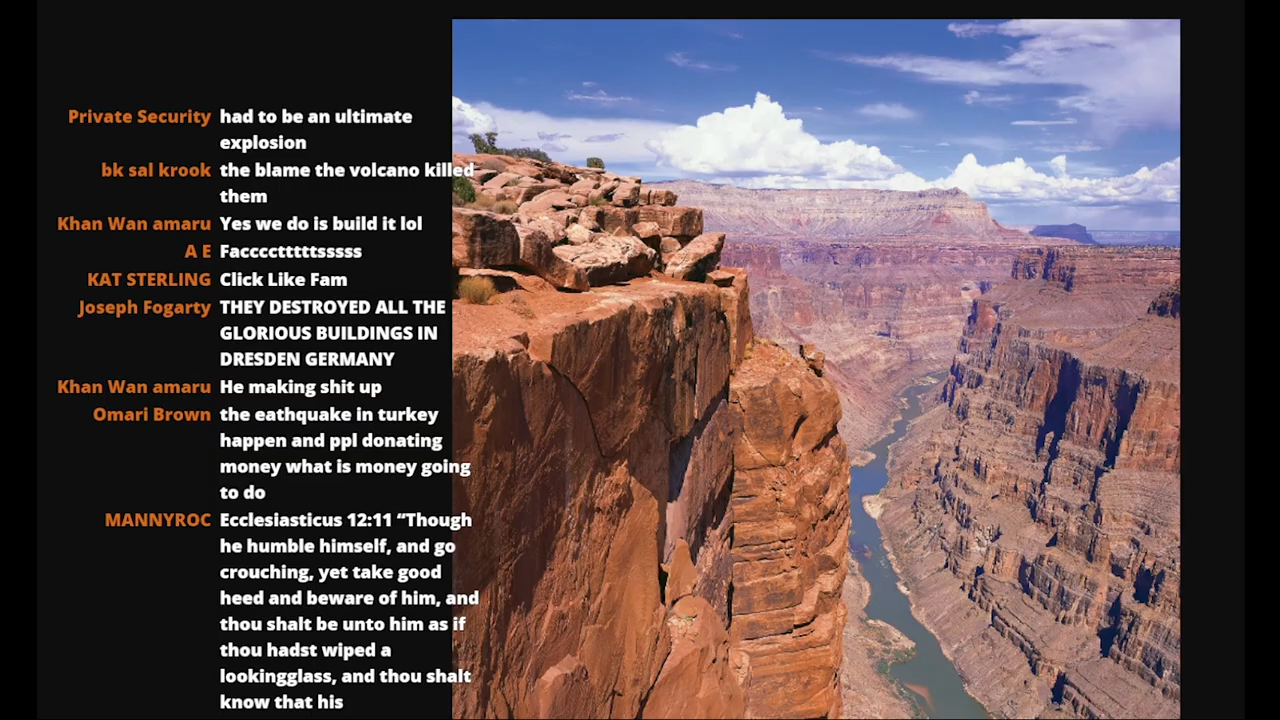 Private Security had to be an ultimate
explosion
bk sal krook the blame the volcano killed
them
Khan Wan amaru Yes we do is build it lol
A E Faccccttttttsssss
KAT STERLING Click Like Fam
Joseph Fogarty THEY DESTROYED ALL THE
GLORIOUS BUILDINGS IN
DRESDEN GERMANY
Khan Wan amaru He making shit up
Omari Brown the eathquake in turkey
happen and ppl donating
money what is money going
to do
MANNYROC Ecclesiasticus 12:11 “Though
he humble himself, and go
crouching, yet take good
heed and beware of him, and
thou shalt be unto him as if
thou hadst wiped a
lookingglass, and thou shalt
know that his